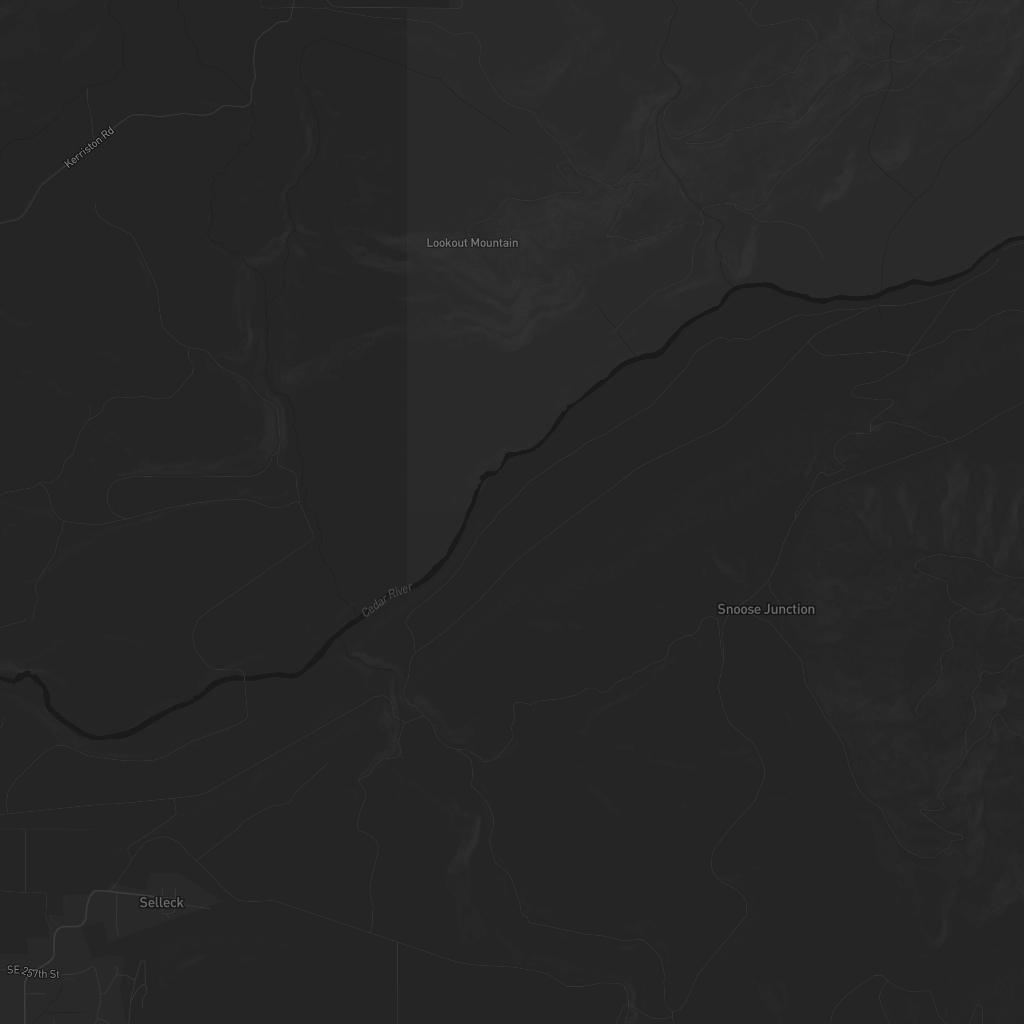 Kerriston Rd
Lookout Mountain
Cedar River
Snoose Junction
Selleck
SE 257th St